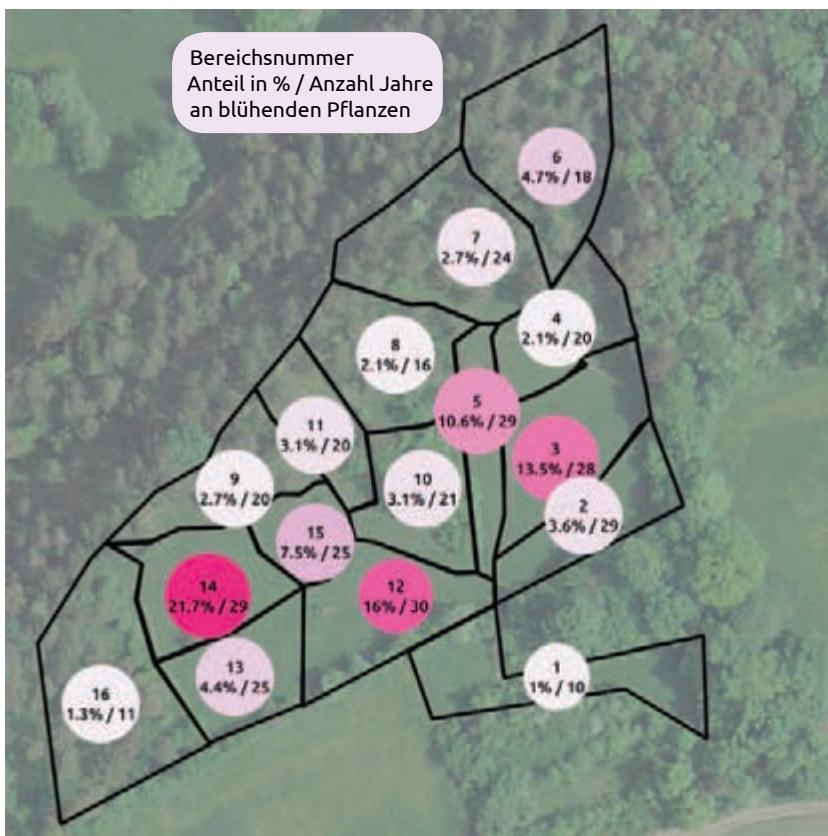 Bereichsnummer
Anteil in % / Anzahl Jahre
an blühenden Pflanzen
6
4.7% / 18
7
2.7% / 24
4
2.1% / 20
8
2.1% / 16
5
10.6% / 29
11
3.1% / 20
3
13.5% / 28
9
2.7% / 20
10
3.1% / 21
2
3.6% / 29
15
7.5% / 25
14
21.7% / 29
12
16% / 30
13
4.4% / 25
1
1% / 10
16
1.3% / 11